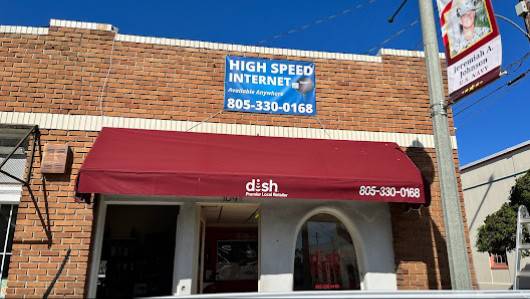 HIGH SPEED
INTERNET
Available Anywhere
805-330-0168
Jeremiah A.
Johnson
U.S. NAVY
dish
Premier Local Retailer
805-330-0168